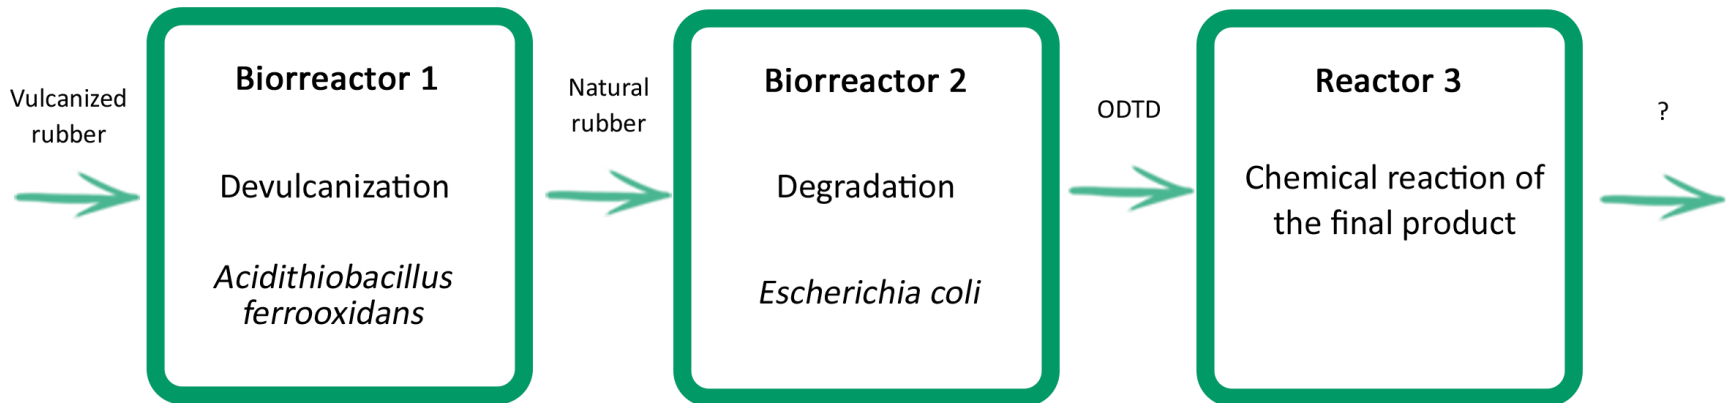 Vulcanized
rubber
Biorreactor 1
Devulcanization
Acidithiobacillus
ferrooxidans
Natural
rubber
Biorreactor 2
Degradation
Escherichia coli
ODTD
Reactor 3
Chemical reaction of
the final product
?